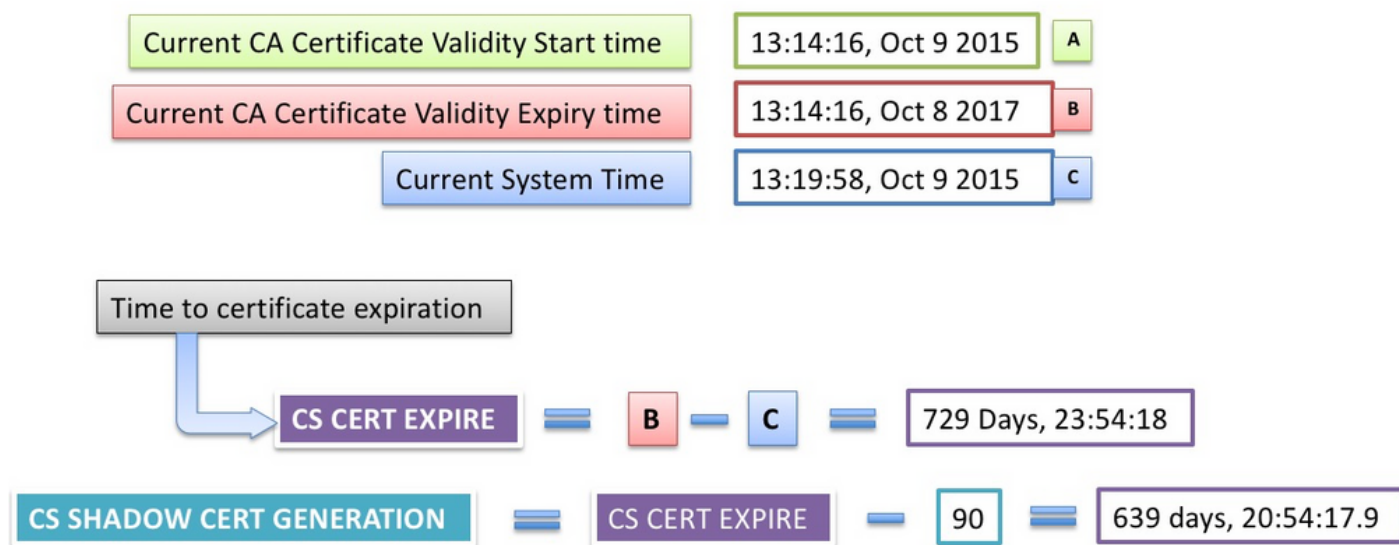 Current CA Certificate Validity Start time 13:14:16, Oct 9 2015 A
Current CA Certificate Validity Expiry time 13:14:16, Oct 8 2017 B
Current System Time 13:19:58, Oct 9 2015 C
Time to certificate expiration
CS CERT EXPIRE = B - C = 729 Days, 23:54:18
CS SHADOW CERT GENERATION = CS CERT EXPIRE - 90 = 639 days, 20:54:17.9